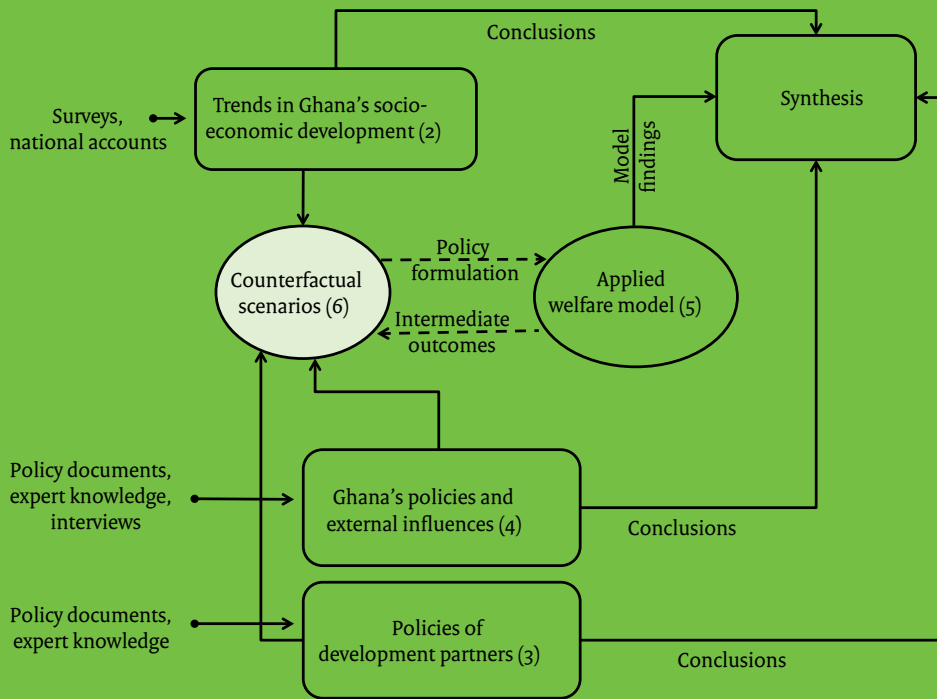 Conclusions
Trends in Ghana's socio-
economic development (2)
Synthesis
Surveys,
national accounts
Model
findings
Policy
formulation
Counterfactual
scenarios (6)
Applied
welfare model (5)
Intermediate
outcomes
Policy documents,
expert knowledge,
interviews
Ghana's policies and
external influences (4)
Conclusions
Policy documents,
expert knowledge
Policies of
development partners (3)
Conclusions